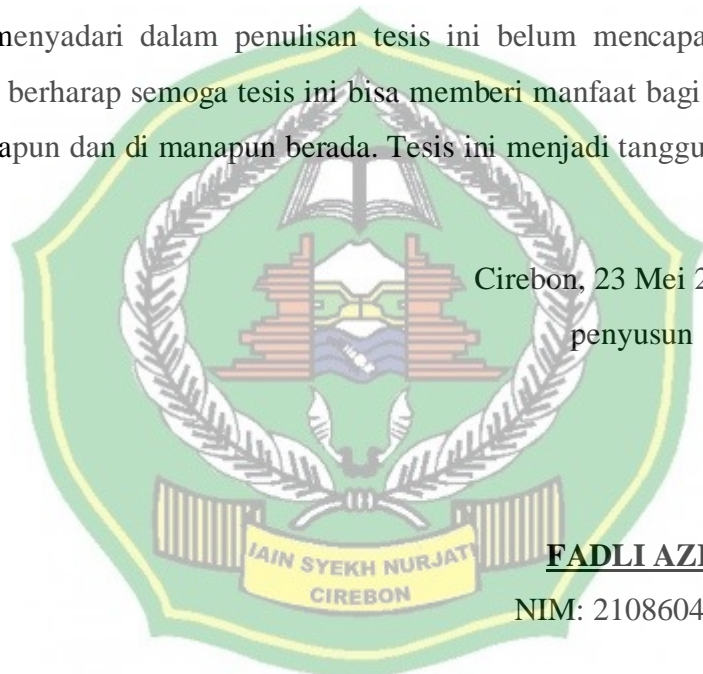 menyadari dalam penulisan tesis ini belum mencapa
berharap semoga tesis ini bisa memberi manfaat bagi
apun dan di manapun berada. Tesis ini menjadi tanggu
Cirebon, 23 Mei 2
penyusun
IAIN SYEKH NURJATI
CIREBON
FADLI AZI
NIM: 2108604